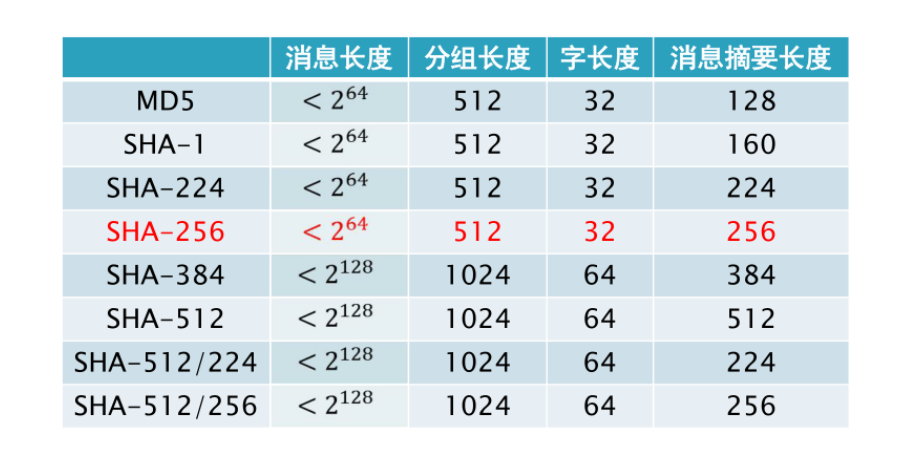 消息长度 分组长度 字长度 消息摘要长度
MD5 < 2^64 512 32 128
SHA-1 < 2^64 512 32 160
SHA-224 < 2^64 512 32 224
SHA-256 < 2^64 512 32 256
SHA-384 < 2^128 1024 64 384
SHA-512 < 2^128 1024 64 512
SHA-512/224 < 2^128 1024 64 224
SHA-512/256 < 2^128 1024 64 256